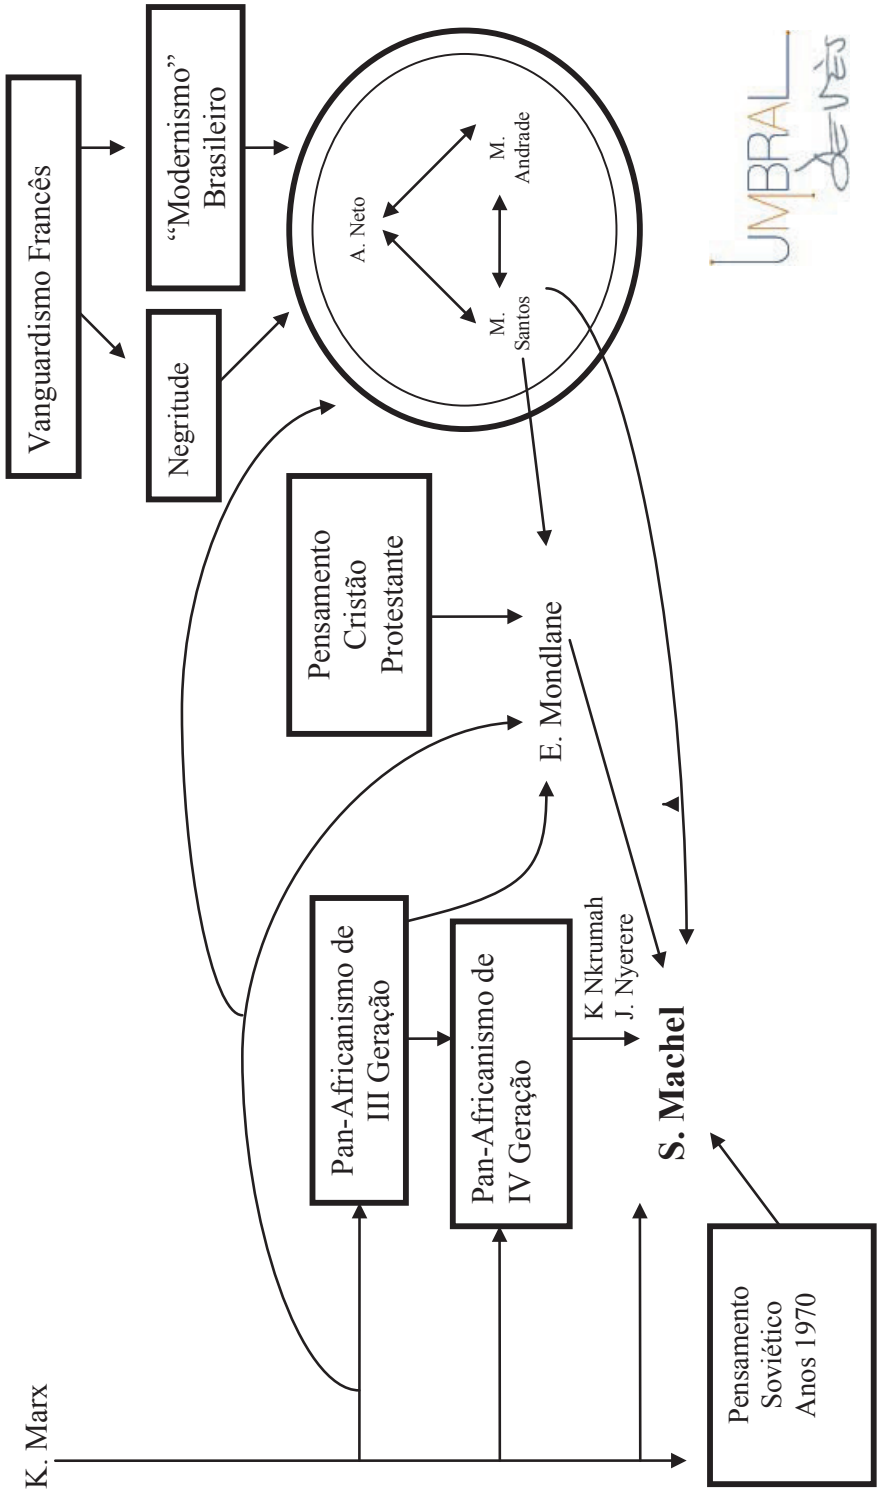 K. Marx
Vanguardismo Francês
Negritude
“Modernismo”
Brasileiro
Pan-Africanismo de
III Geração
Pensamento
Cristão
Protestante
A. Neto
M.
Santos
M.
Andrade
Pan-Africanismo de
IV Geração
E. Mondlane
K Nkrumah
J. Nyerere
S. Machel
Pensamento
Soviético
Anos 1970
UMBRAL
DEVÉS